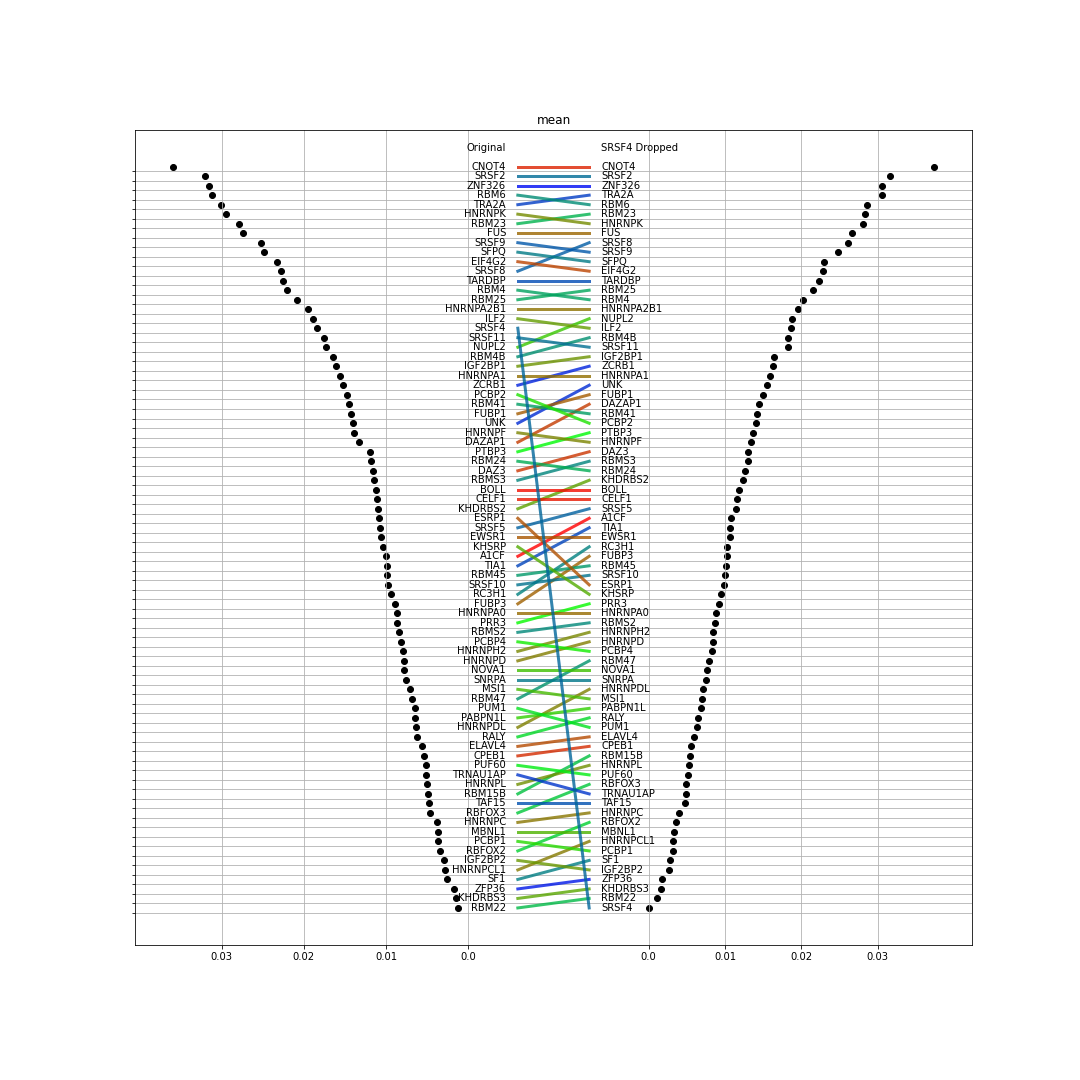 mean
Original SRSF4 Dropped
CNOT4 CNOT4
SRSF2 SRSF2
ZNF326 ZNF326
RBM6 TRA2A
TRA2A RBM6
HNRNPK RBM23
RBM23 HNRNPK
FUS FUS
SRSF9 SRSF8
SFPQ SRSF9
EIF4G2 SFPQ
SRSF8 EIF4G2
TARDBP TARDBP
RBM4 RBM25
RBM25 RBM4
HNRNPA2B1 HNRNPA2B1
ILF2 NUPL2
SRSF4 ILF2
SRSF11 RBM4B
NUPL2 SRSF11
RBM4B IGF2BP1
IGF2BP1 ZCRB1
HNRNPA1 HNRNPA1
ZCRB1 UNK
PCBP2 FUBP1
RBM41 DAZAP1
FUBP1 RBM41
UNK PCBP2
HNRNPF PTBP3
DAZAP1 HNRNPF
PTBP3 DAZ3
RBM24 RBMS3
DAZ3 RBM24
RBMS3 KHDRBS2
BOLL BOLL
CELF1 CELF1
KHDRBS2 SRSF5
ESRP1 A1CF
SRSF5 TIA1
EWSR1 EWSR1
KHSRP RC3H1
A1CF FUBP3
TIA1 RBM45
RBM45 SRSF10
SRSF10 ESRP1
RC3H1 KHSRP
FUBP3 PRR3
HNRNPA0 HNRNPA0
PRR3 RBMS2
RBMS2 HNRNPH2
PCBP4 HNRNPD
HNRNPH2 PCBP4
HNRNPD RBM47
NOVA1 NOVA1
SNRPA SNRPA
MSI1 HNRNPDL
RBM47 MSI1
PUM1 PABPN1L
PABPN1L RALY
HNRNPDL PUM1
RALY ELAVL4
ELAVL4 CPEB1
CPEB1 RBM15B
PUF60 HNRNPL
TRNAU1AP PUF60
HNRNPL RBFOX3
RBM15B TRNAU1AP
TAF15 TAF15
RBFOX3 HNRNPC
HNRNPC RBFOX2
MBNL1 MBNL1
PCBP1 HNRNPCL1
RBFOX2 PCBP1
IGF2BP2 SF1
HNRNPCL1 IGF2BP2
SF1 ZFP36
ZFP36 KHDRBS3
KHDRBS3 RBM22
RBM22 SRSF4
0.03 0.02 0.01 0.0 0.0 0.01 0.02 0.03